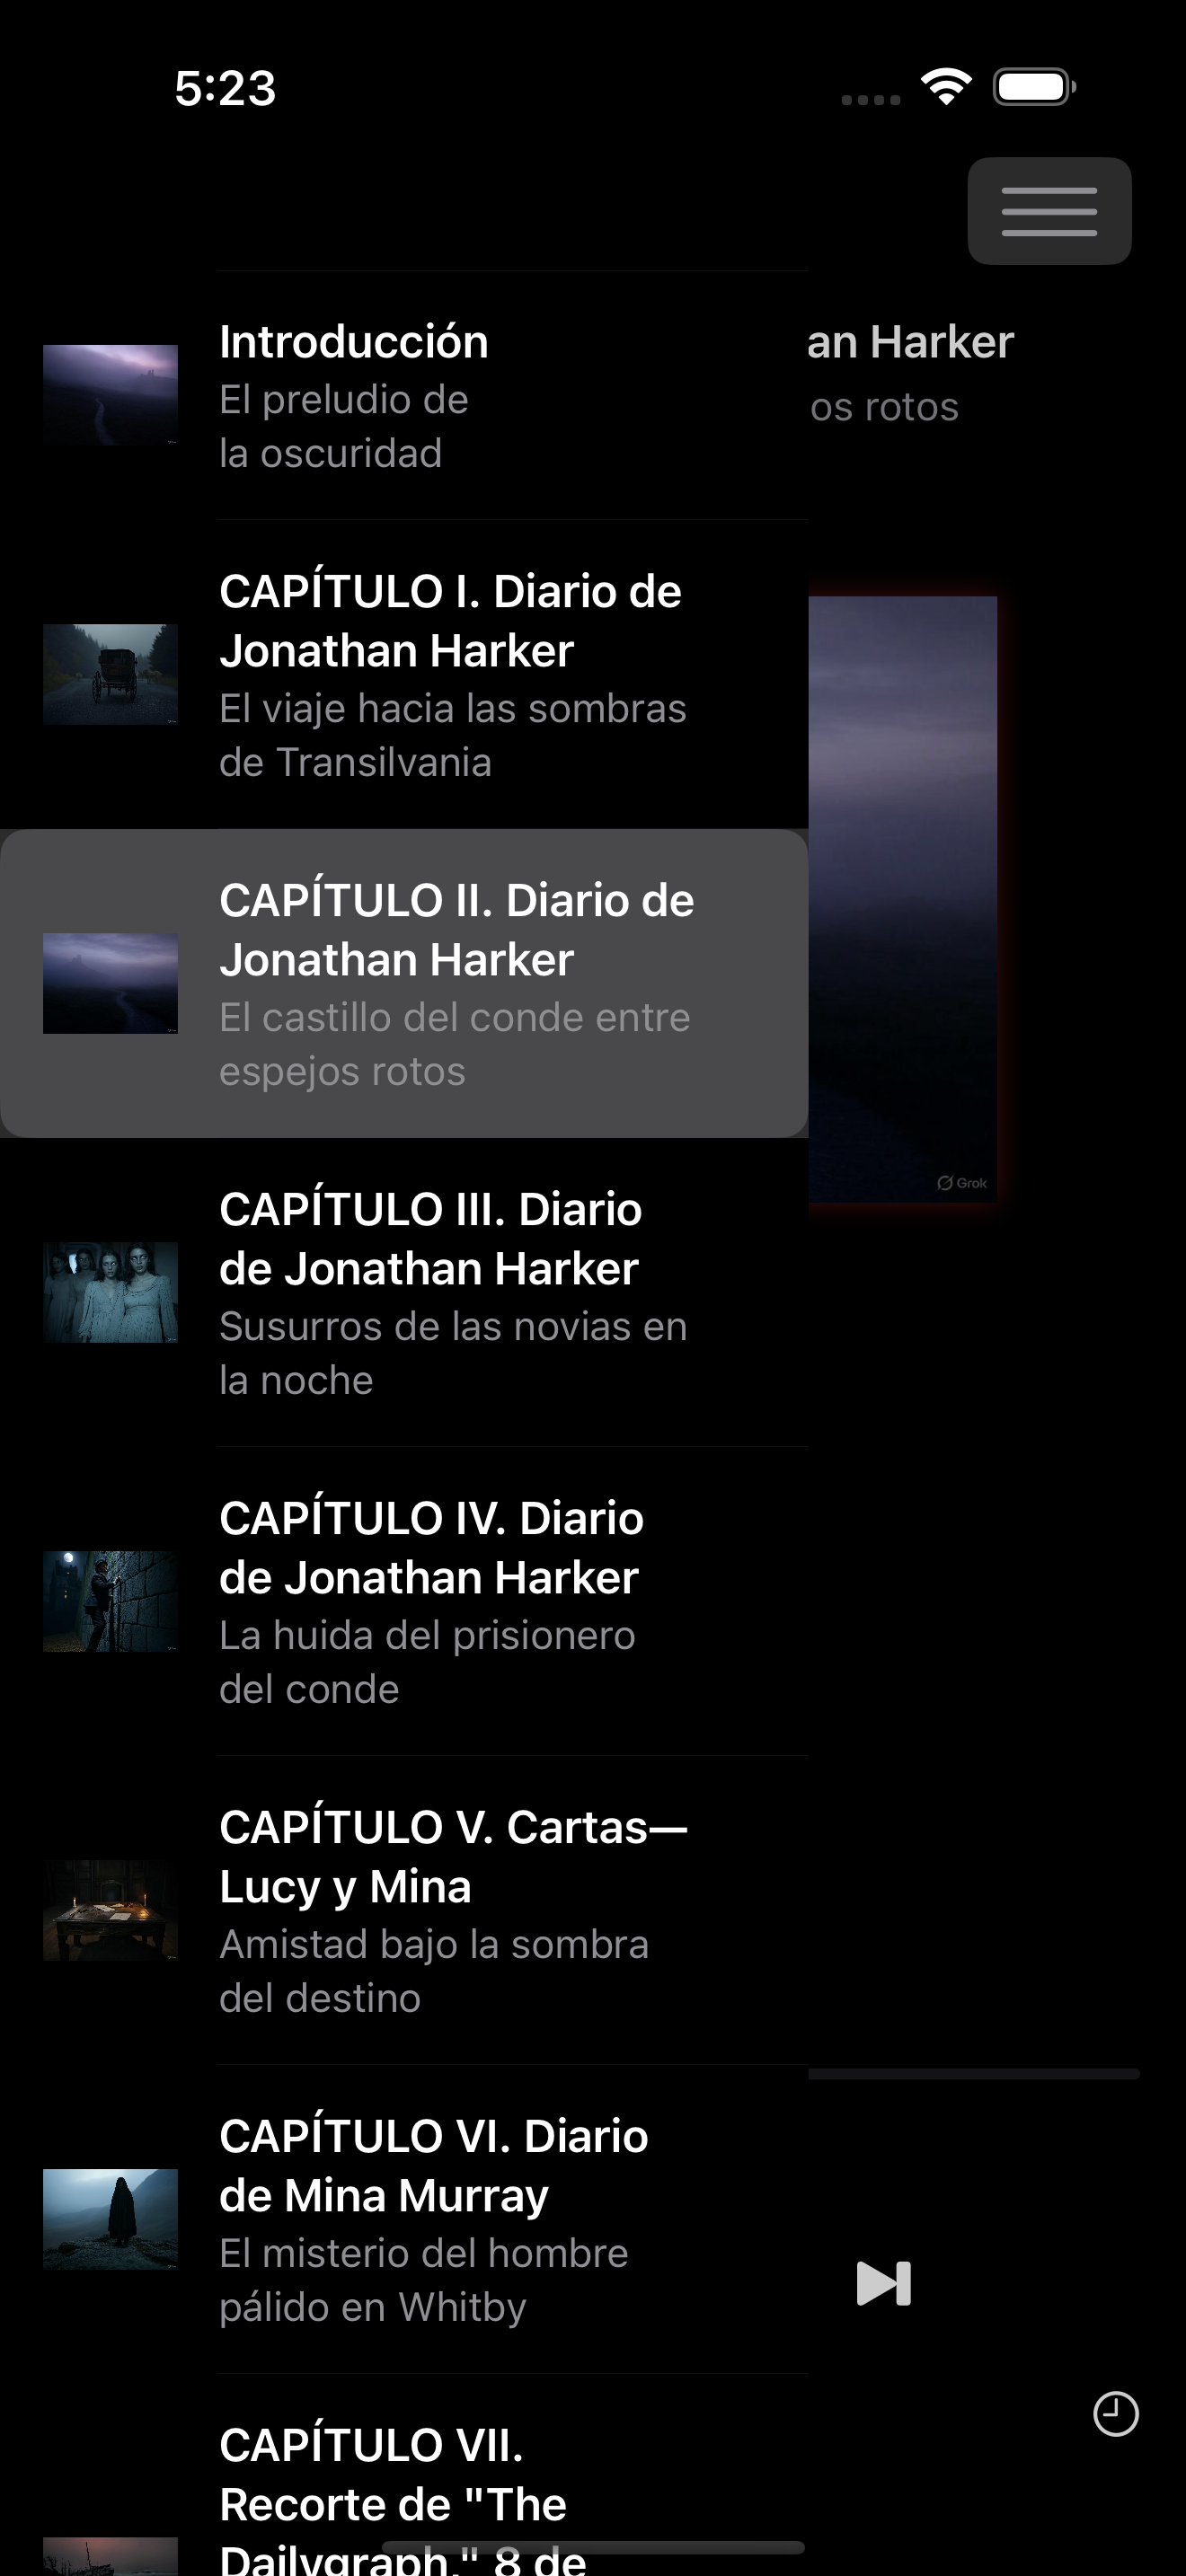 5:23
Introducción
El preludio de
la oscuridad
an Harker
os rotos
CAPÍTULO I. Diario de
Jonathan Harker
El viaje hacia las sombras
de Transilvania
CAPÍTULO II. Diario de
Jonathan Harker
El castillo del conde entre
espejos rotos
Grok
CAPÍTULO III. Diario
de Jonathan Harker
Susurros de las novias en
la noche
CAPÍTULO IV. Diario
de Jonathan Harker
La huida del prisionero
del conde
CAPÍTULO V. Cartas—
Lucy y Mina
Amistad bajo la sombra
del destino
CAPÍTULO VI. Diario
de Mina Murray
El misterio del hombre
pálido en Whitby
CAPÍTULO VII.
Recorte de "The
Dailygraph," 8 de